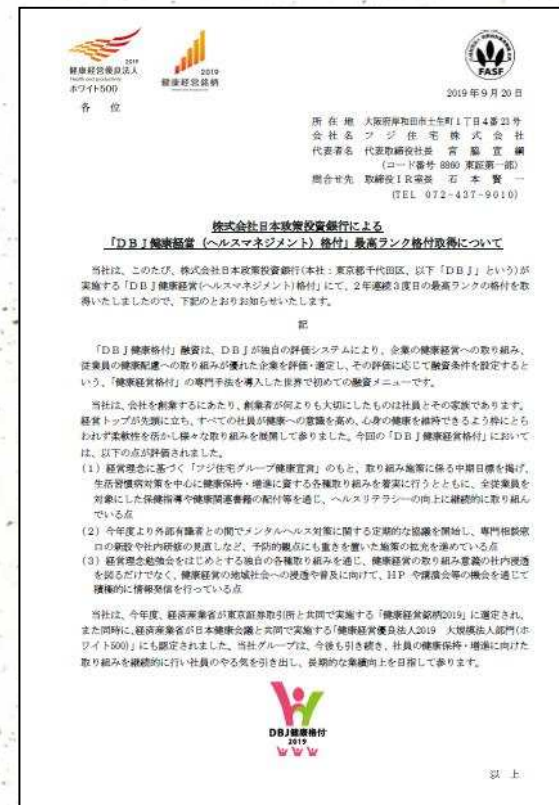 2019
健康経営優良法人
Health and productivity
ホワイト500
2019
健康経営銘柄
FASF
各 位
2019年9月20日
所 在 地 大阪府岸和田市土生町1丁目4番23号
会 社 名 フ ジ 住 宅 株 式 会 社
代表者名 代表取締役社長 宮 脇 宣 綱
(コード番号 8860 東証第一部)
問合せ先 取締役IR室長 石 本 賢 一
(TEL 072-437-9010)
株式会社日本政策投資銀行による
「DBJ健康経営(ヘルスマネジメント)格付」最高ランク格付取得について
当社は、このたび、株式会社日本政策投資銀行(本社:東京都千代田区、以下「DBJ」という)が
実施する「DBJ健康経営(ヘルスマネジメント)格付」にて、2年連続3度目の最高ランクの格付を取
得いたしましたので、下記のとおりお知らせいたします。
記
「DBJ健康格付」融資は、DBJが独自の評価システムにより、企業の健康経営への取り組み、
従業員の健康配慮への取り組みが優れた企業を評価・選定し、その評価に応じて融資条件を設定すると
いう、「健康経営格付」の専門手法を導入した世界で初めての融資メニューです。
当社は、会社を創業するにあたり、創業者が何よりも大切にしたものは社員とその家族であります。
経営トップが先頭に立ち、すべての社員が健康への意識を高め、心身の健康を維持できるよう枠にとら
われず柔軟性を活かし様々な取り組みを展開して参りました。今回の「DBJ健康経営格付」において
は、以下の点が評価されました。
(1)経営理念に基づく「フジ住宅グループ健康宣言」のもと、取り組み施策に係る中期目標を掲げ、
生活習慣病対策を中心に健康保持・増進に資する各種取り組みを着実に行うとともに、全従業員を
対象にした保健指導や健康関連書籍の配付等を通じ、ヘルスリテラシーの向上に継続的に取り組ん
でいる点
(2)今年度より外部有識者との間でメンタルヘルス対策に関する定期的な協議を開始し、専門相談窓
口の新設や社内研修の見直しなど、予防的観点にも重きを置いた施策の拡充を進めている点
(3)経営理念勉強会をはじめとする独自の各種取り組みを通じ、健康経営の取り組み意義の社内浸透
を図るだけでなく、健康経営の地域社会への浸透や普及に向けて、HP や講演会等の機会を通じて
積極的に情報発信を行っている点
当社は、今年度、経済産業省が東京証券取引所と共同で実施する「健康経営銘柄2019」に選定され、
また同時に、経済産業省が日本健康会議と共同で実施する「健康経営優良法人2019 大規模法人部門(ホ
ワイト500)」にも認定されました。当社グループは、今後も引き続き、社員の健康保持・増進に向けた
取り組みを継続的に行い社員のやる気を引き出し、長期的な業績向上を目指して参ります。
DBJ健康格付
2019
以 上